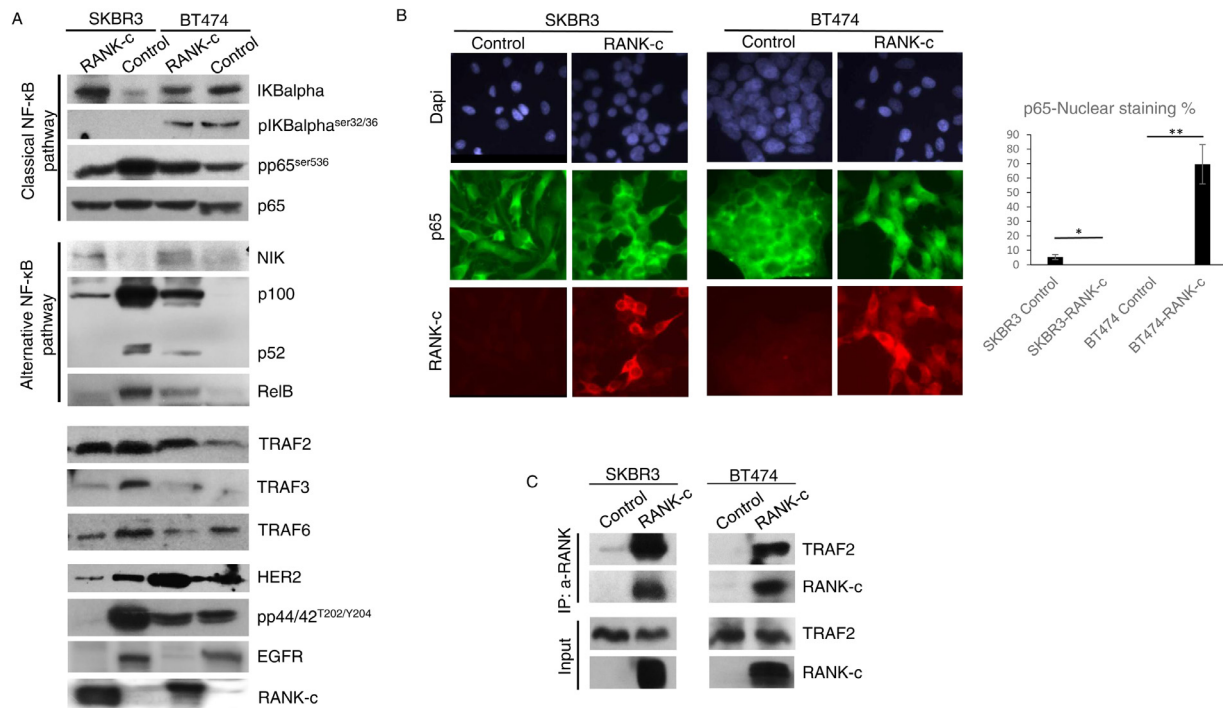 A
SKBR3 BT474
RANK-c Control RANK-c Control
Classical NF-κB pathway
IKBalpha
pIKBalpha^ser32/36
pp65^ser536
p65
Alternative NF-κB pathway
NIK
p100
p52
RelB
TRAF2
TRAF3
TRAF6
HER2
pp44/42^T202/Y204
EGFR
RANK-c
B
SKBR3 BT474
Control RANK-c Control RANK-c
Dapi
p65
RANK-c
p65-Nuclear staining %
90
80
70
60
50
40
30
20
10
0
*
**
SKBR3 Control
SKBR3-RANK-c
BT474 Control
BT474-RANK-c
C
SKBR3 BT474
Control RANK-c Control RANK-c
IP: a-RANK
TRAF2
RANK-c
Input
TRAF2
RANK-c